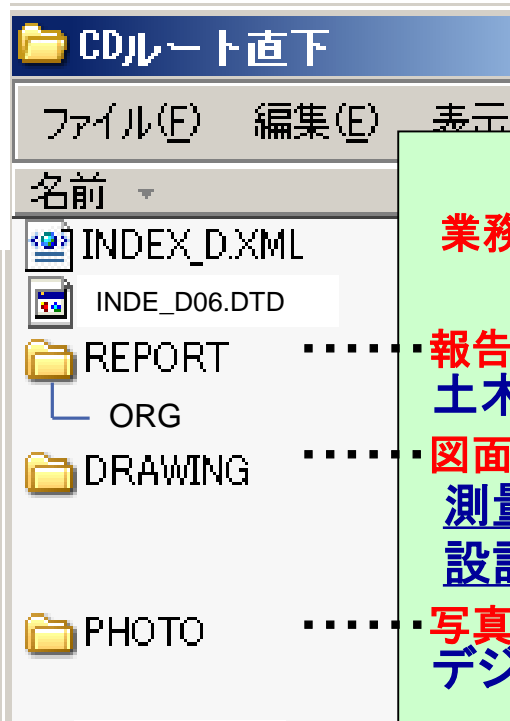 CDルート直下
ファイル(F) 編集(E) 表示
名前
業務
INDEX_D.XML
INDE_D06.DTD
REPORT ・・・・・・報告
土木
ORG
DRAWING ・・・・・・図面
測量
設計
PHOTO ・・・・・・写真
デジ